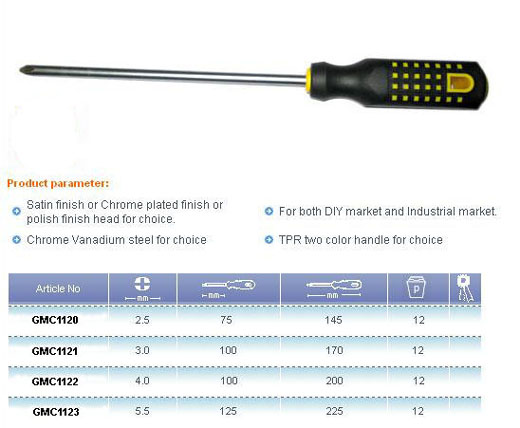 Product parameter:
Satin finish or Chrome plated finish or
polish finish head for choice.
For both DIY market and Industrial market.
Chrome Vanadium steel for choice
TPR two color handle for choice
Article No
mm mm mm p
GMC1120 2.5 75 145 12
GMC1121 3.0 100 170 12
GMC1122 4.0 100 200 12
GMC1123 5.5 125 225 12